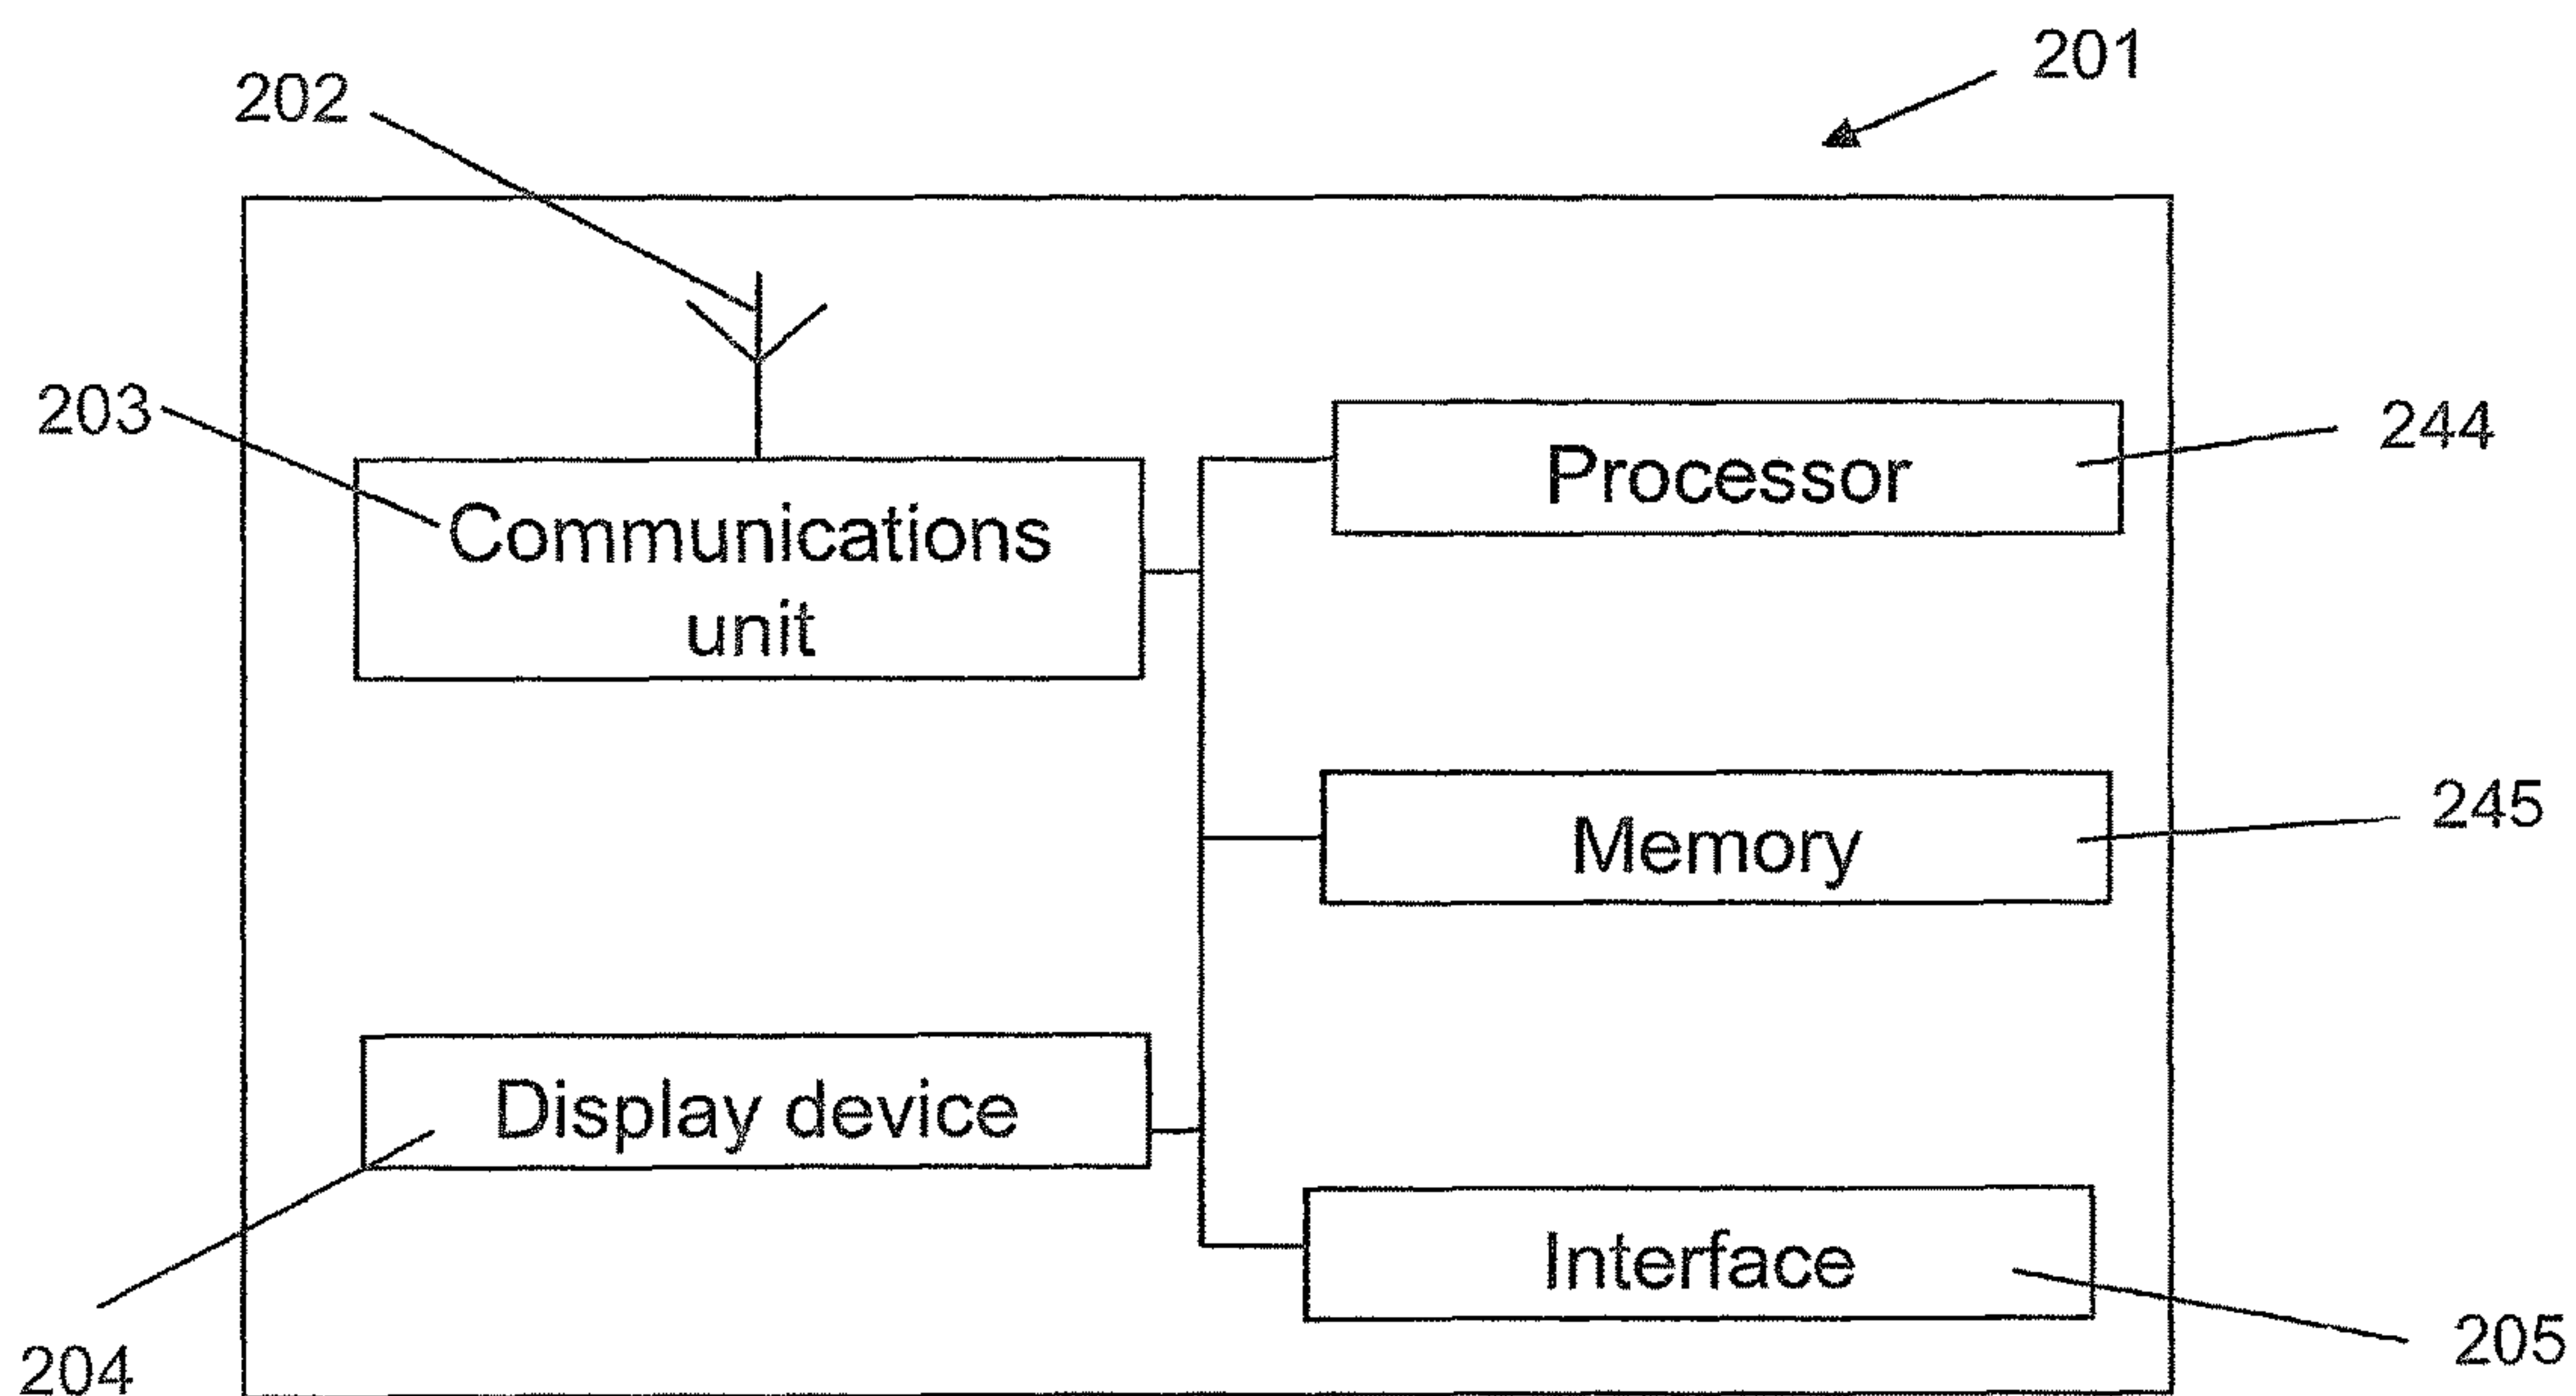 201
202
203
Communications
unit
Processor
244
Memory
245
Display device
204
Interface
205